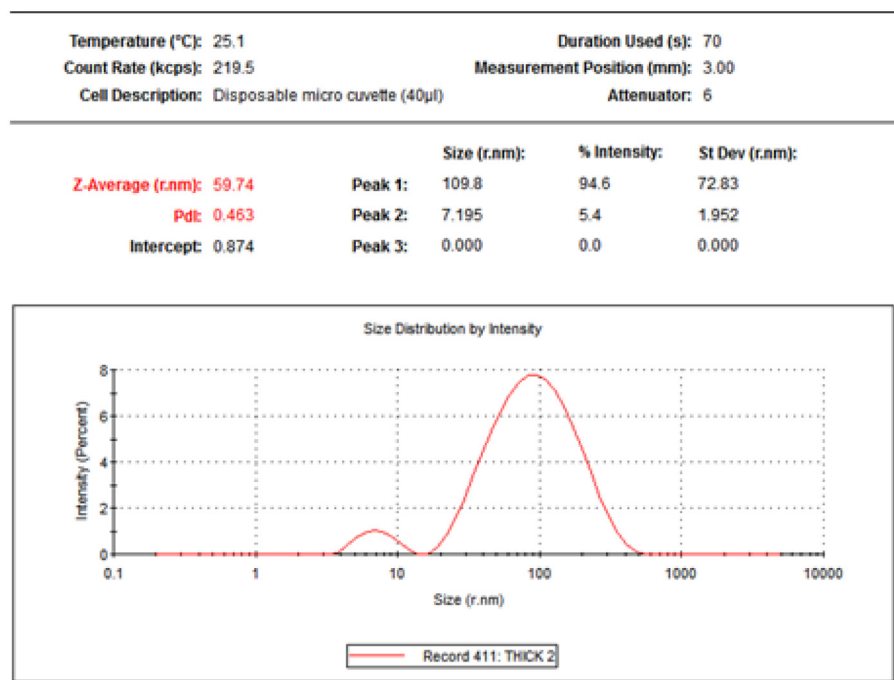 Temperature (°C): 25.1 Duration Used (s): 70
Count Rate (kcps): 219.5 Measurement Position (mm): 3.00
Cell Description: Disposable micro cuvette (40µl) Attenuator: 6
Size (r.nm): % Intensity: St Dev (r.nm):
Z-Average (r.nm): 59.74 Peak 1: 109.8 94.6 72.83
PdI: 0.463 Peak 2: 7.195 5.4 1.952
Intercept: 0.874 Peak 3: 0.000 0.0 0.000
Size Distribution by Intensity
Intensity (Percent)
8
6
4
2
0
0.1 1 10 100 1000 10000
Size (r.nm)
Record 411: THICK 2